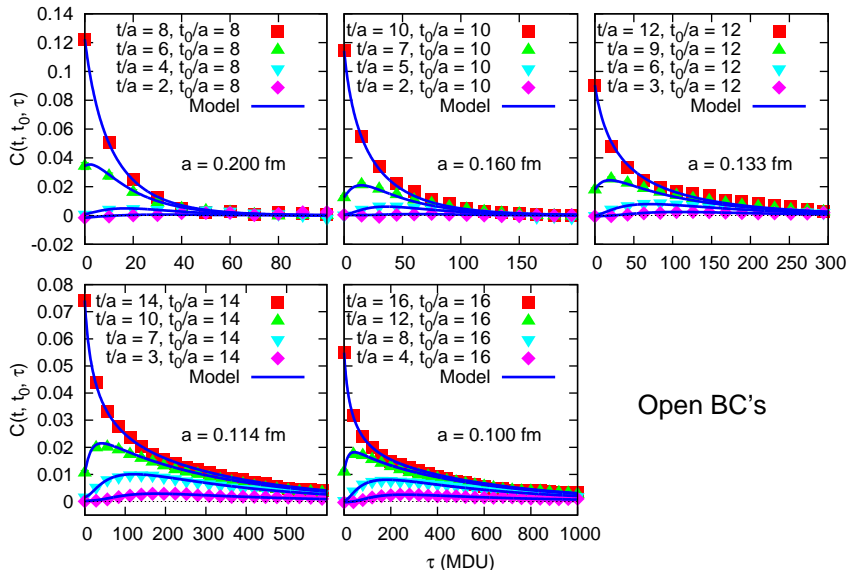 0.14
0.12
0.1
0.08
0.06
0.04
0.02
0
-0.02
C(t, t0, τ)
t/a = 8, t0/a = 8
t/a = 6, t0/a = 8
t/a = 4, t0/a = 8
t/a = 2, t0/a = 8
Model
a = 0.200 fm
0 20 40 60 80
t/a = 10, t0/a = 10
t/a = 7, t0/a = 10
t/a = 5, t0/a = 10
t/a = 2, t0/a = 10
Model
a = 0.160 fm
0 50 100 150
t/a = 12, t0/a = 12
t/a = 9, t0/a = 12
t/a = 6, t0/a = 12
t/a = 3, t0/a = 12
Model
a = 0.133 fm
0 50 100 150 200 250 300
0.08
0.07
0.06
0.05
0.04
0.03
0.02
0.01
0
C(t, t0, τ)
t/a = 14, t0/a = 14
t/a = 10, t0/a = 14
t/a = 7, t0/a = 14
t/a = 3, t0/a = 14
Model
a = 0.114 fm
0 100 200 300 400 500
t/a = 16, t0/a = 16
t/a = 12, t0/a = 16
t/a = 8, t0/a = 16
t/a = 4, t0/a = 16
Model
a = 0.100 fm
0 200 400 600 800 1000
τ (MDU)
Open BC's